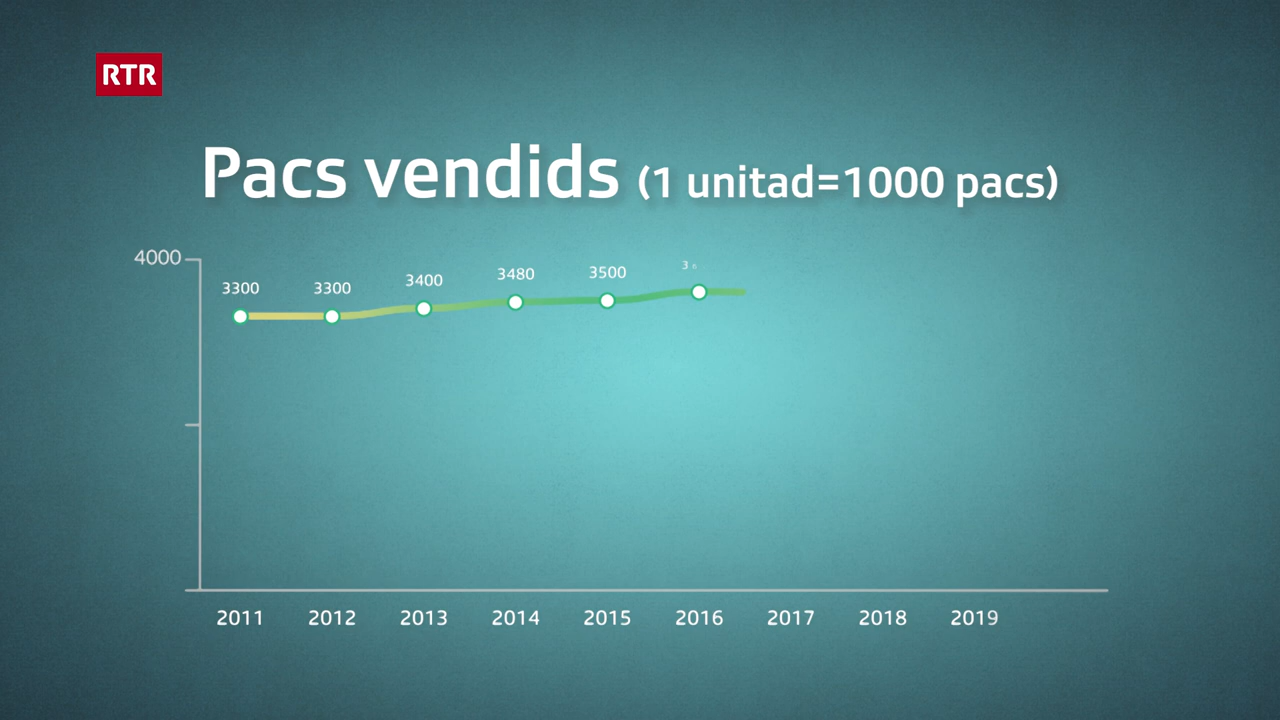 RTR
Pacs vendids (1 unitad=1000 pacs)
4000
3300 3300 3400 3480 3500
2011 2012 2013 2014 2015 2016 2017 2018 2019